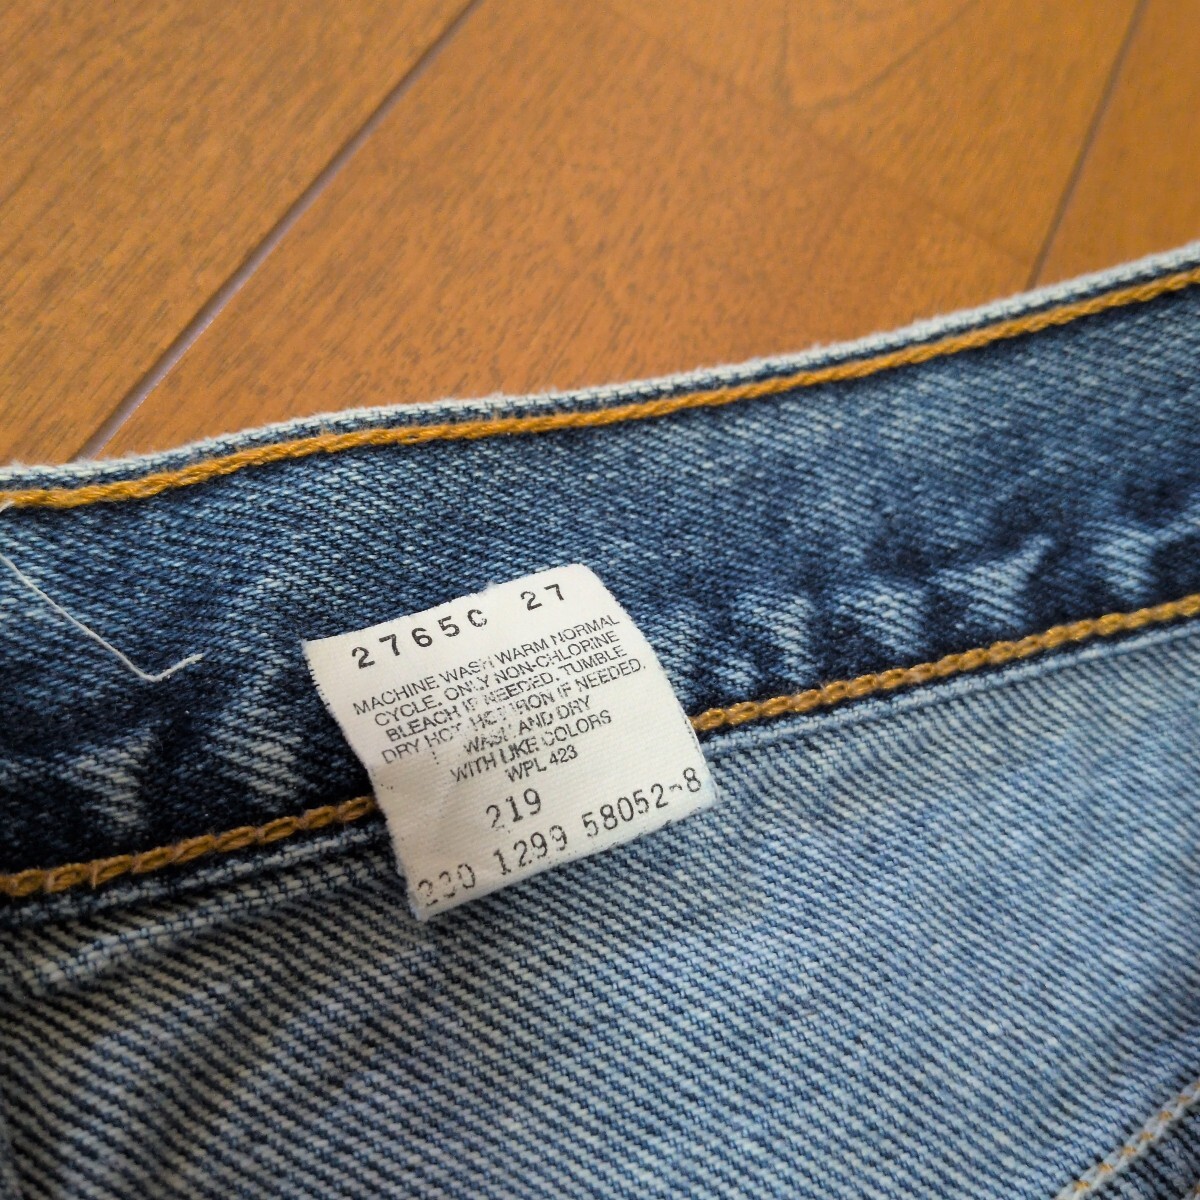 2765C 27
MACHINE WASH WARM NORMAL
CYCLE. ONLY NON-CHLORINE
BLEACH IF NEEDED. TUMBLE
DRY HOT. HOT IRON IF NEEDED.
WASH AND DRY
WITH LIKE COLORS
WPL 423
219
1299 58052-8